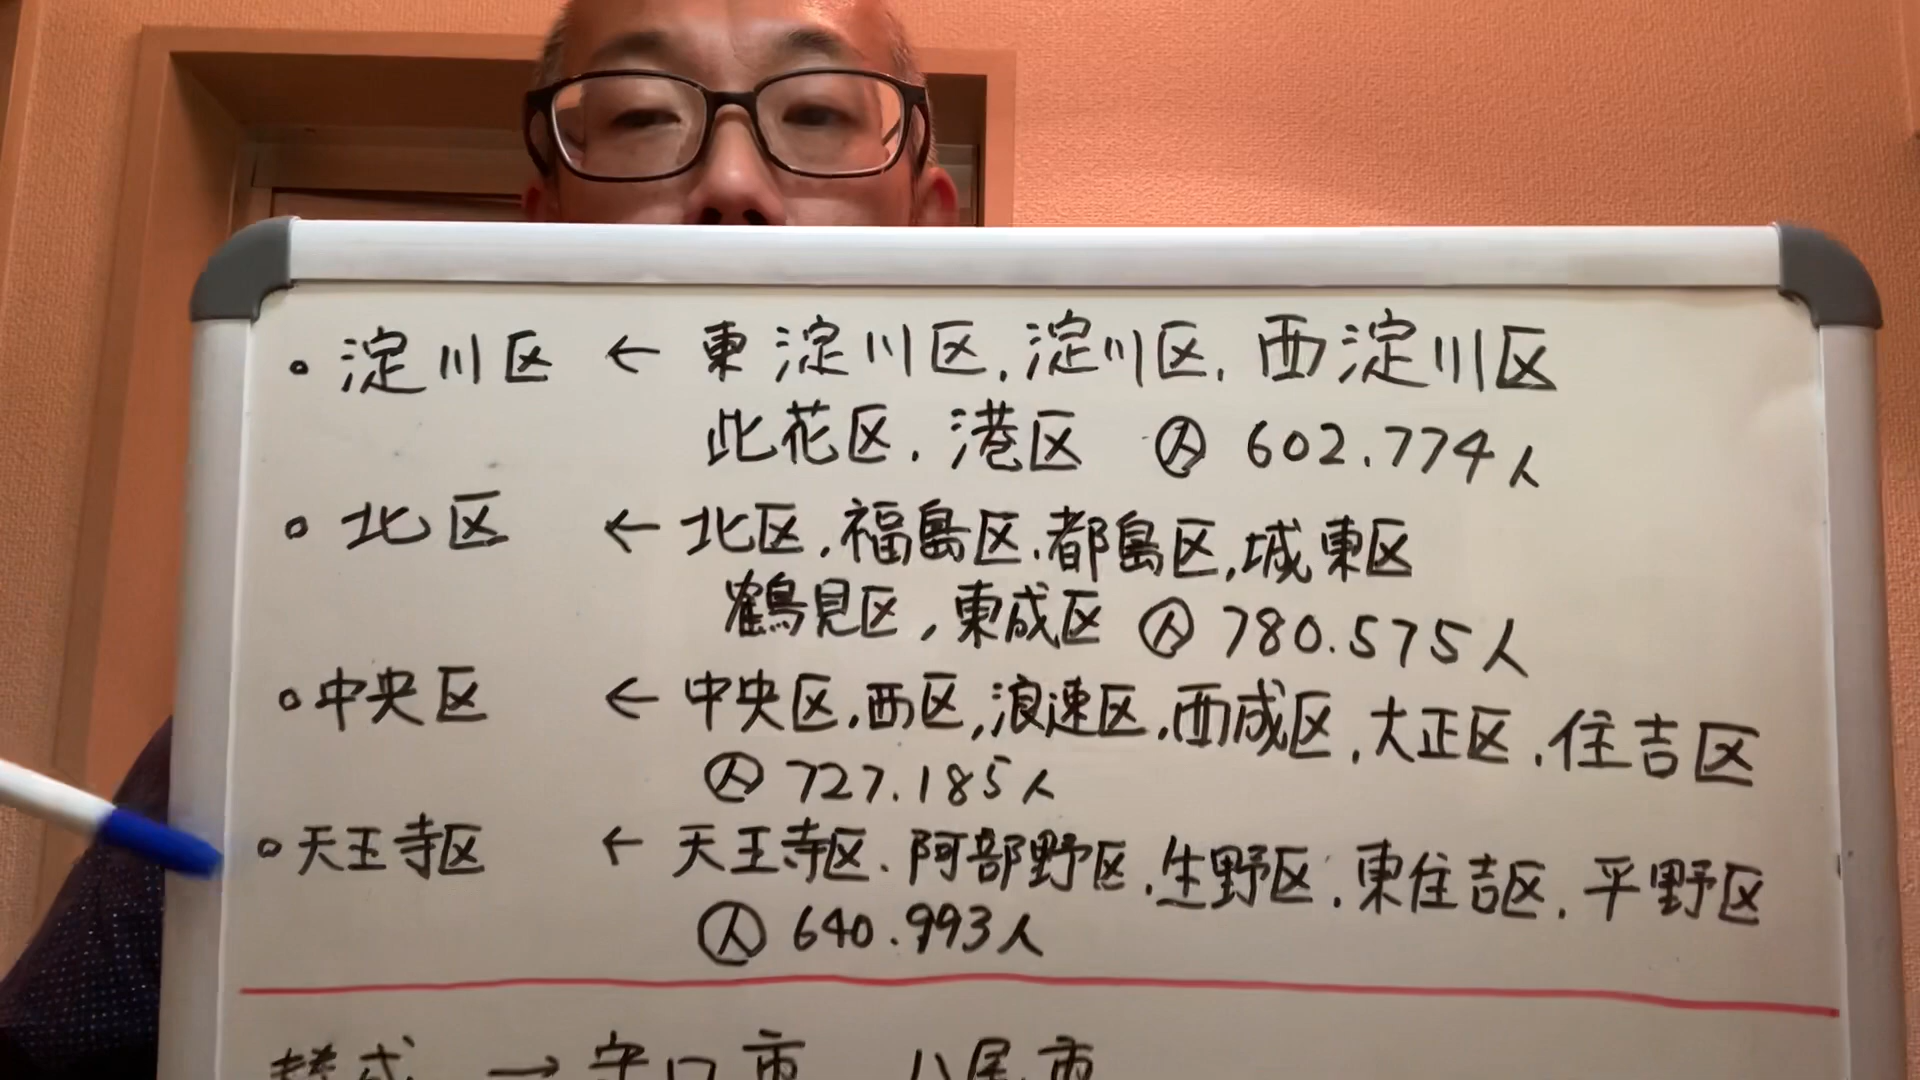 ○ 淀川区 ← 東淀川区.淀川区.西淀川区
此花区.港区 ㊅ 602.774人
○ 北区 ← 北区.福島区.都島区,城東区
鶴見区,東成区 ㊅ 780.575人
○ 中央区 ← 中央区.西区,浪速区.西成区.大正区.住吉区
㊅ 727.185人
○ 天王寺区 ← 天王寺区.阿部野区.生野区.東住吉区.平野区
㊅ 640.993人
賛成 → 守口市 八尾市